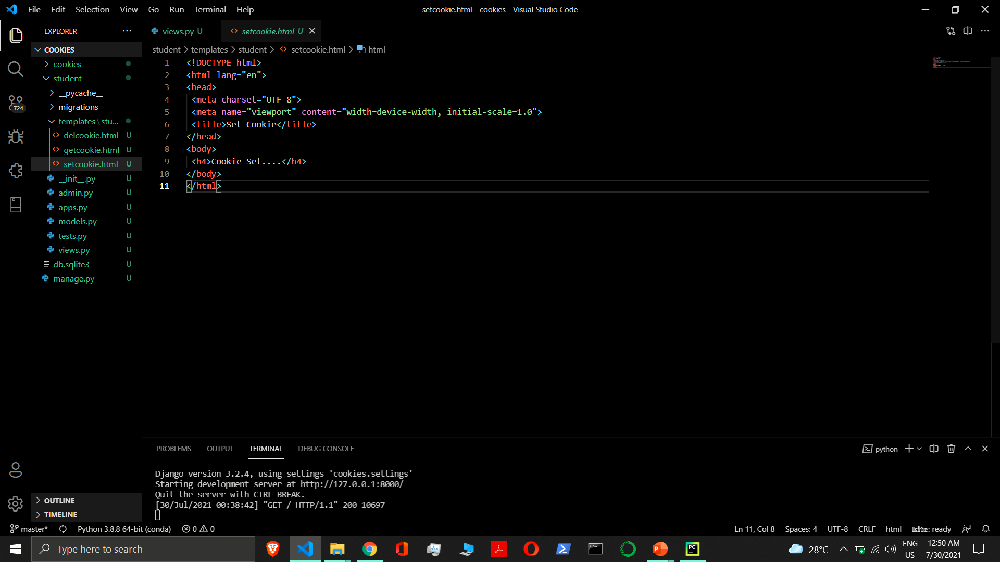 File Edit Selection View Go Run Terminal Help
setcookie.html - cookies - Visual Studio Code
EXPLORER
COOKIES
cookies
student
__pycache__
migrations
templates\stu...
delcookie.html U
getcookie.html U
setcookie.html U
__init__.py U
admin.py U
apps.py U
models.py U
tests.py U
views.py U
db.sqlite3 U
manage.py U
OUTLINE
TIMELINE
724
views.py U
setcookie.html U
student > templates > student > setcookie.html > html
1 <!DOCTYPE html>
2 <html lang="en">
3 <head>
4 <meta charset="UTF-8">
5 <meta name="viewport" content="width=device-width, initial-scale=1.0">
6 <title>Set Cookie</title>
7 </head>
8 <body>
9 <h4>Cookie Set....</h4>
10 </body>
11 </html>
PROBLEMS OUTPUT TERMINAL DEBUG CONSOLE
python
Django version 3.2.4, using settings 'cookies.settings'
Starting development server at http://127.0.0.1:8000/
Quit the server with CTRL-BREAK.
[30/Jul/2021 00:38:42] "GET / HTTP/1.1" 200 10697
master* Python 3.8.8 64-bit (conda) 0 0
Ln 11, Col 8 Spaces: 4 UTF-8 CRLF html kite: ready
Type here to search
PC
28°C
ENG
US
12:50 AM
7/30/2021